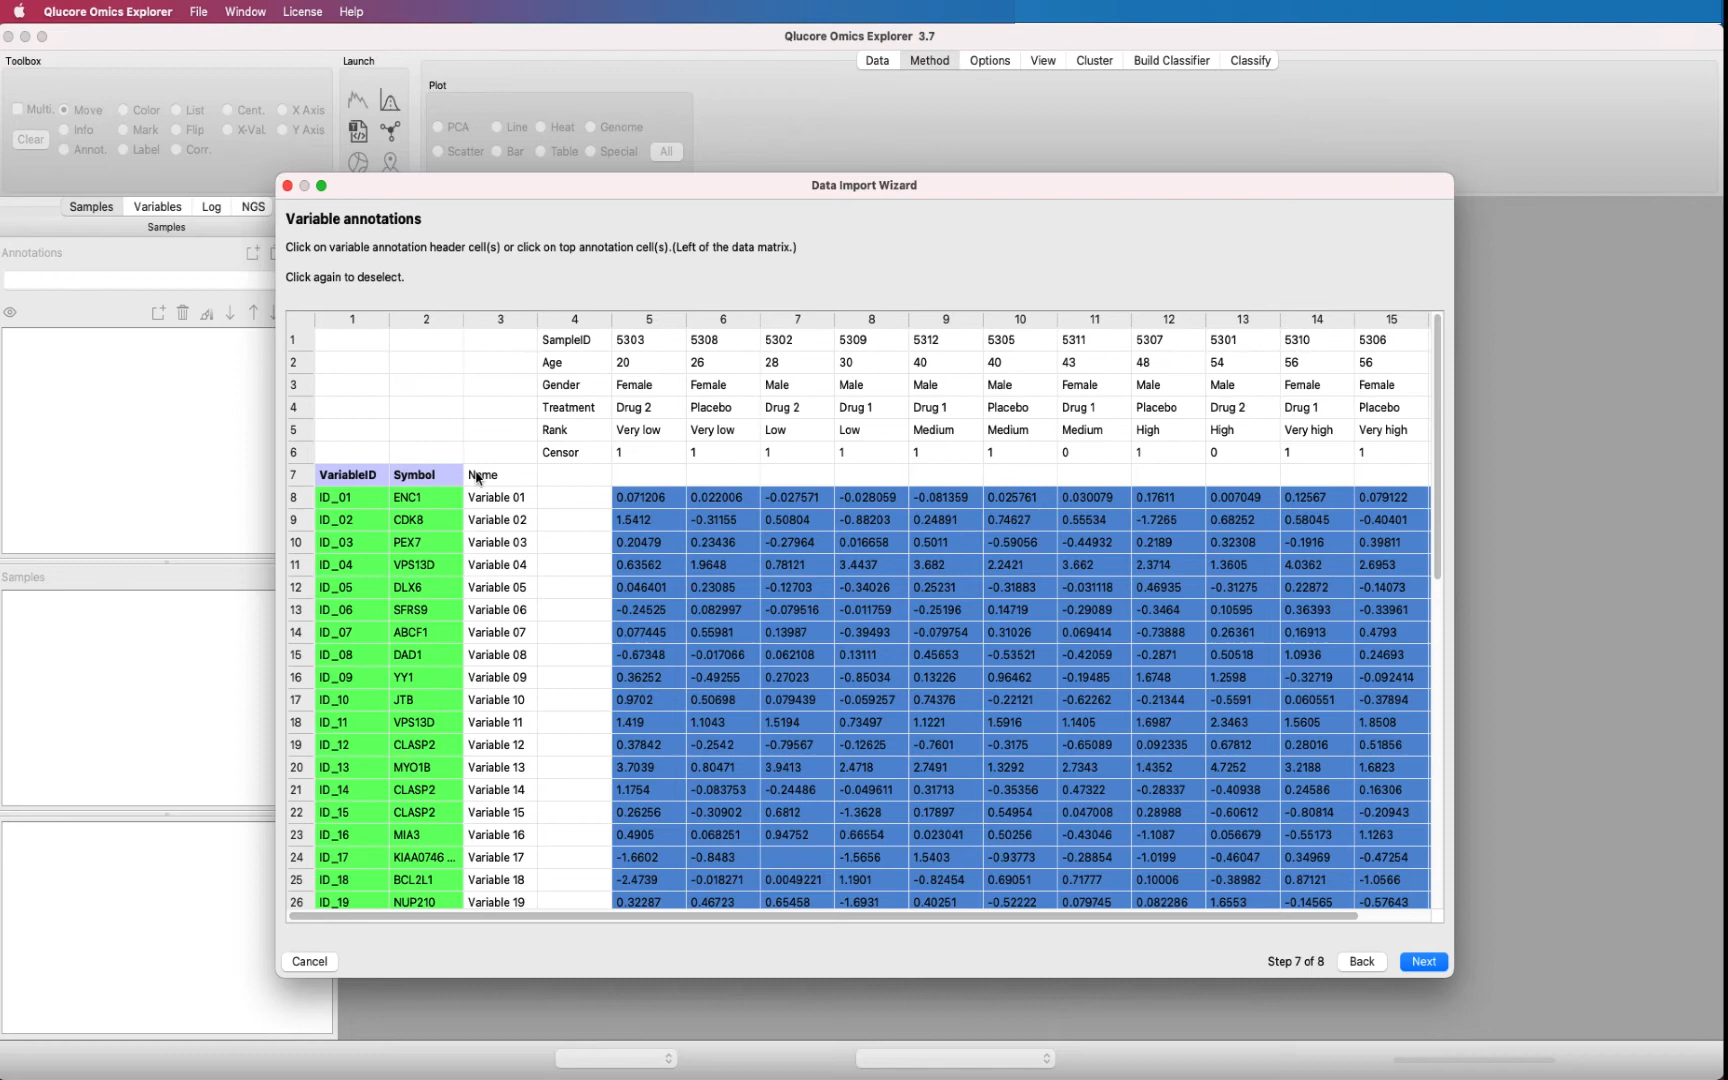 Qlucore Omics Explorer File Window License Help
Qlucore Omics Explorer 3.7
Toolbox
Launch
Data Method Options View Cluster Build Classifier Classify
Plot
Multi. Move Color List Cent. X Axis
Info Mark Flip X-Val. Y Axis
Clear
Annot. Label Corr.
PCA Line Heat Genome
Scatter Bar Table Special All
Samples Variables Log NGS
Samples
Annotations
Samples
Data Import Wizard
Variable annotations
Click on variable annotation header cell(s) or click on top annotation cell(s).(Left of the data matrix.)
Click again to deselect.
1 2 3 4 5 6 7 8 9 10 11 12 13 14 15
1 SampleID 5303 5308 5302 5309 5312 5305 5311 5307 5301 5310 5306
2 Age 20 26 28 30 40 40 43 48 54 56 56
3 Gender Female Female Male Male Male Male Female Male Male Female Female
4 Treatment Drug 2 Placebo Drug 2 Drug 1 Drug 1 Placebo Drug 1 Placebo Drug 2 Drug 1 Placebo
5 Rank Very low Very low Low Low Medium Medium Medium High High Very high Very high
6 Censor 1 1 1 1 1 1 0 1 0 1 1
7 VariableID Symbol Name
8 ID_01 ENC1 Variable 01 0.071206 0.022006 -0.027571 -0.028059 -0.081359 0.025761 0.030079 0.17611 0.007049 0.12567 0.079122
9 ID_02 CDK8 Variable 02 1.5412 -0.31155 0.50804 -0.88203 0.24891 0.74627 0.55534 -1.7265 0.68252 0.58045 -0.40401
10 ID_03 PEX7 Variable 03 0.20479 0.23436 -0.27964 0.016658 0.5011 -0.59056 -0.44932 0.2189 0.32308 -0.1916 0.39811
11 ID_04 VPS13D Variable 04 0.63562 1.9648 0.78121 3.4437 3.682 2.2421 3.662 2.3714 1.3605 4.0362 2.6953
12 ID_05 DLX6 Variable 05 0.046401 0.23085 -0.12703 -0.34026 0.25231 -0.31883 -0.031118 0.46935 -0.31275 0.22872 -0.14073
13 ID_06 SFRS9 Variable 06 -0.24525 0.082997 -0.079516 -0.011759 -0.25196 0.14719 -0.29089 -0.3464 0.10595 0.36393 -0.33961
14 ID_07 ABCF1 Variable 07 0.077445 0.55981 0.13987 -0.39493 -0.079754 0.31026 0.069414 -0.73888 0.26361 0.16913 0.4793
15 ID_08 DAD1 Variable 08 -0.67348 -0.017066 0.062108 0.13111 0.45653 -0.53521 -0.42059 -0.2871 0.50518 1.0936 0.24693
16 ID_09 YY1 Variable 09 0.36252 -0.49255 0.27023 -0.85034 0.13226 0.96462 -0.19485 1.6748 1.2598 -0.32719 -0.092414
17 ID_10 JTB Variable 10 0.9702 0.50698 0.079439 -0.059257 0.74376 -0.22121 -0.62262 -0.21344 -0.5591 0.060551 -0.37894
18 ID_11 VPS13D Variable 11 1.419 1.1043 1.5194 0.73497 1.1221 1.5916 1.1405 1.6987 2.3463 1.5605 1.8508
19 ID_12 CLASP2 Variable 12 0.37842 -0.2542 -0.79567 -0.12625 -0.7601 -0.3175 -0.65089 0.092335 0.67812 0.28016 0.51856
20 ID_13 MYO1B Variable 13 3.7039 0.80471 3.9413 2.4718 2.7491 1.3292 2.7343 1.4352 4.7252 3.2188 1.6823
21 ID_14 CLASP2 Variable 14 1.1754 -0.083753 -0.24486 -0.049611 0.31713 -0.35356 0.47322 -0.28337 -0.40938 0.24586 0.16306
22 ID_15 CLASP2 Variable 15 0.26256 -0.30902 0.6812 -1.3628 0.17897 0.54954 0.047008 0.28988 -0.60612 -0.80814 -0.20943
23 ID_16 MIA3 Variable 16 0.4905 0.068251 0.94752 0.66554 0.023041 0.50256 -0.43046 -1.1087 0.056679 -0.55173 1.1263
24 ID_17 KIAA0746 ... Variable 17 -1.6602 -0.8483 -1.5656 1.5403 -0.93773 -0.28854 -1.0199 -0.46047 0.34969 -0.47254
25 ID_18 BCL2L1 Variable 18 -2.4739 -0.018271 0.0049221 1.1901 -0.82454 0.69051 0.71777 0.10006 -0.38982 0.87121 -1.0566
26 ID_19 NUP210 Variable 19 0.32287 0.46723 0.65458 -1.6931 0.40251 -0.52222 0.079745 0.082286 1.6553 -0.14565 -0.57643
Cancel Step 7 of 8 Back Next